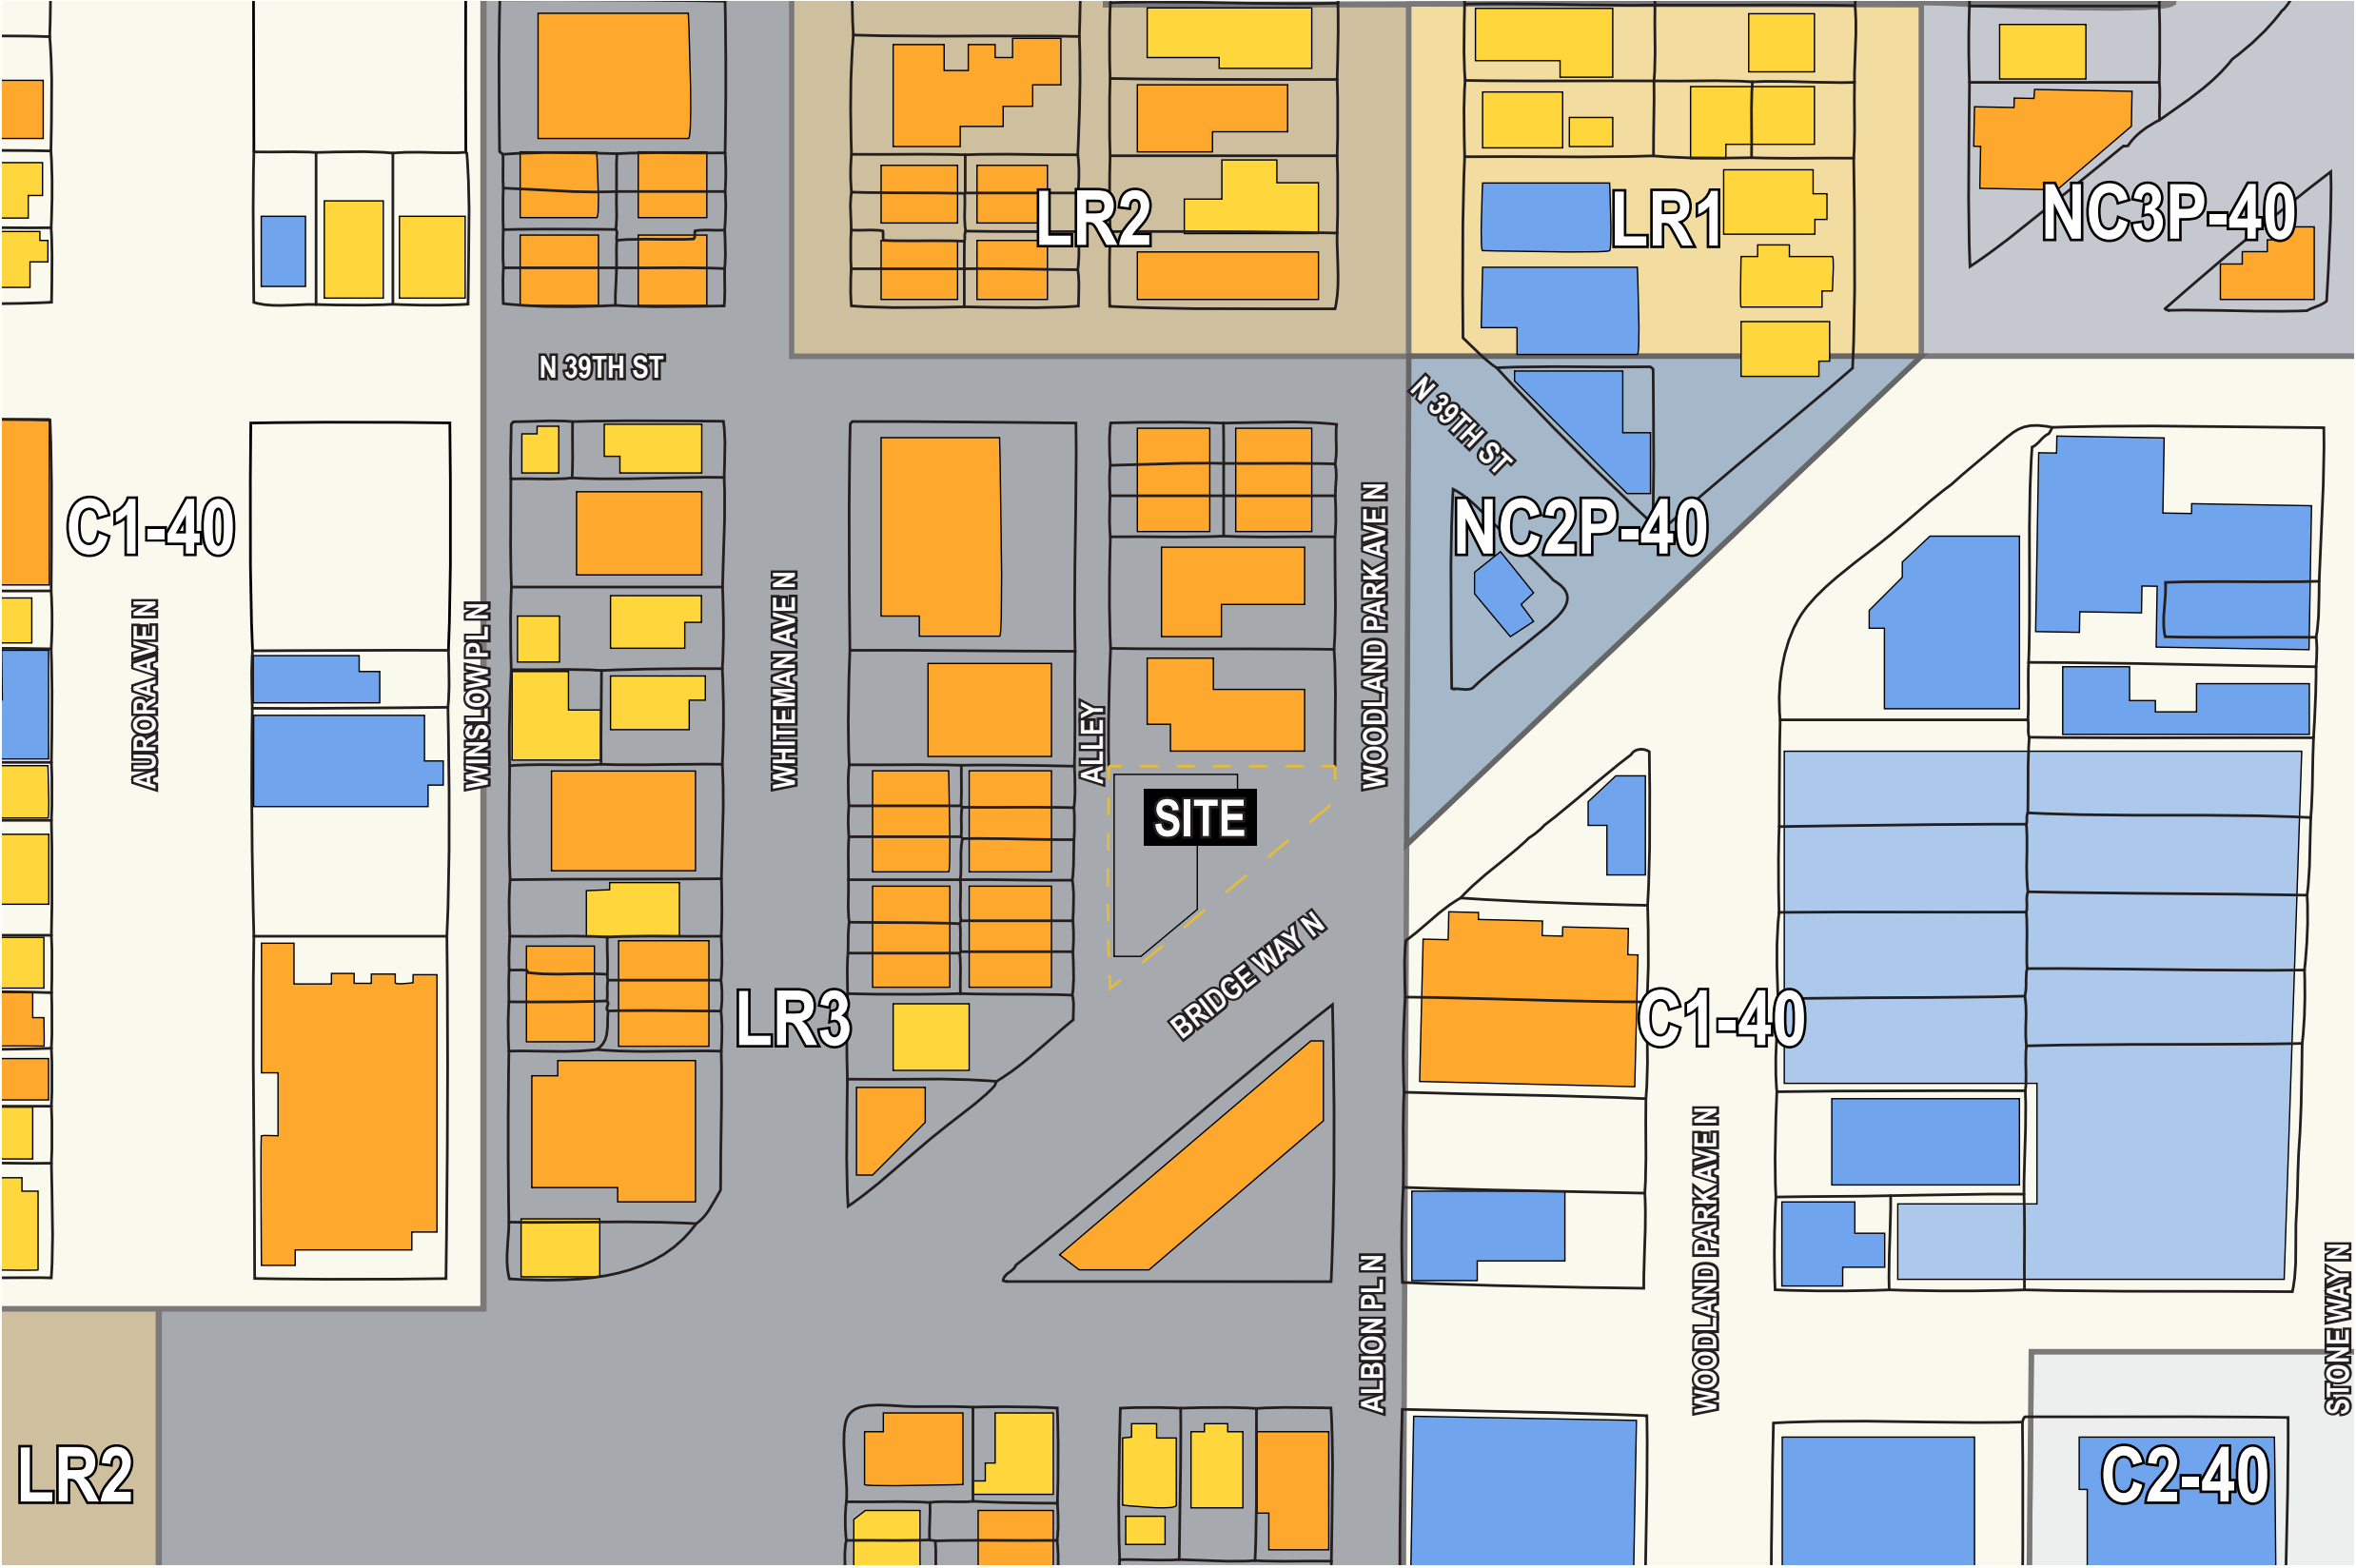 LR2
LR1
NC3P-40
N 39TH ST
N 39TH ST
C1-40
NC2P-40
AURORA AVE N
WINSLOW PL N
WHITEMAN AVE N
ALLEY
WOODLAND PARK AVE N
SITE
BRIDGE WAY N
LR3
C1-40
ALBION PL N
WOODLAND PARK AVE N
STONE WAY N
LR2
C2-40